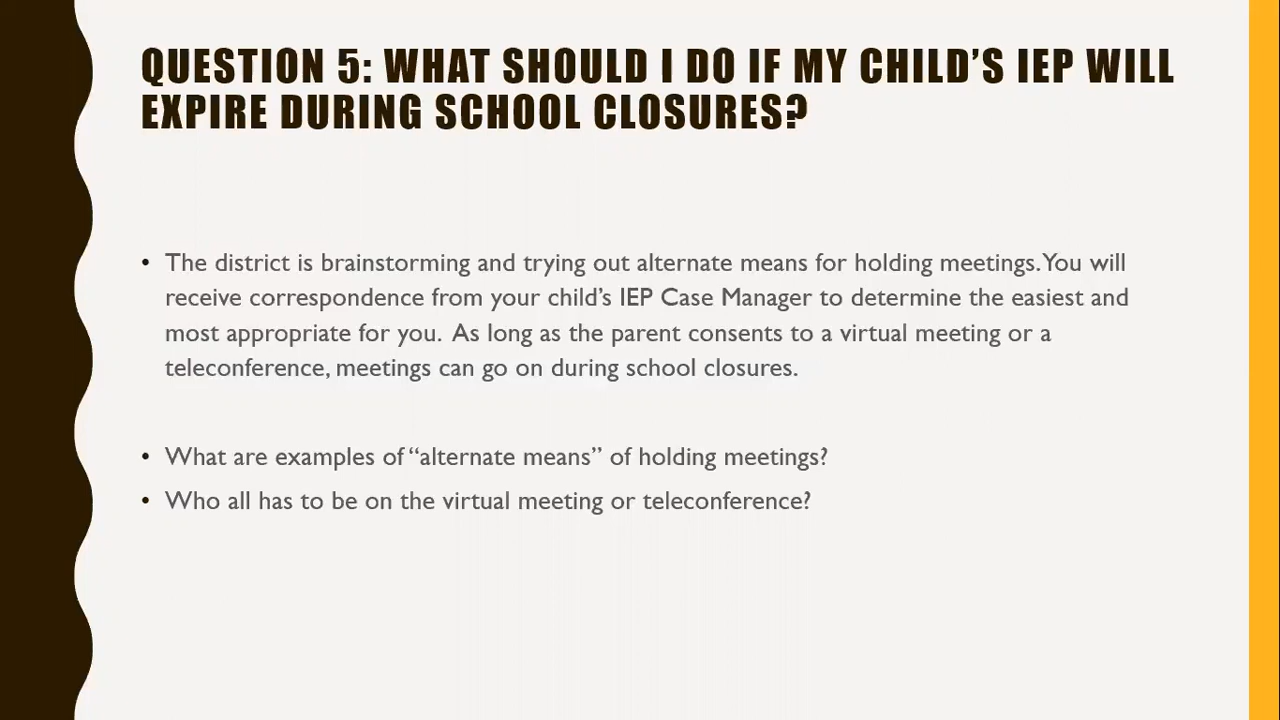 QUESTION 5: WHAT SHOULD I DO IF MY CHILD’S IEP WILL
EXPIRE DURING SCHOOL CLOSURES?
• The district is brainstorming and trying out alternate means for holding meetings. You will
receive correspondence from your child’s IEP Case Manager to determine the easiest and
most appropriate for you. As long as the parent consents to a virtual meeting or a
teleconference, meetings can go on during school closures.
• What are examples of “alternate means” of holding meetings?
• Who all has to be on the virtual meeting or teleconference?